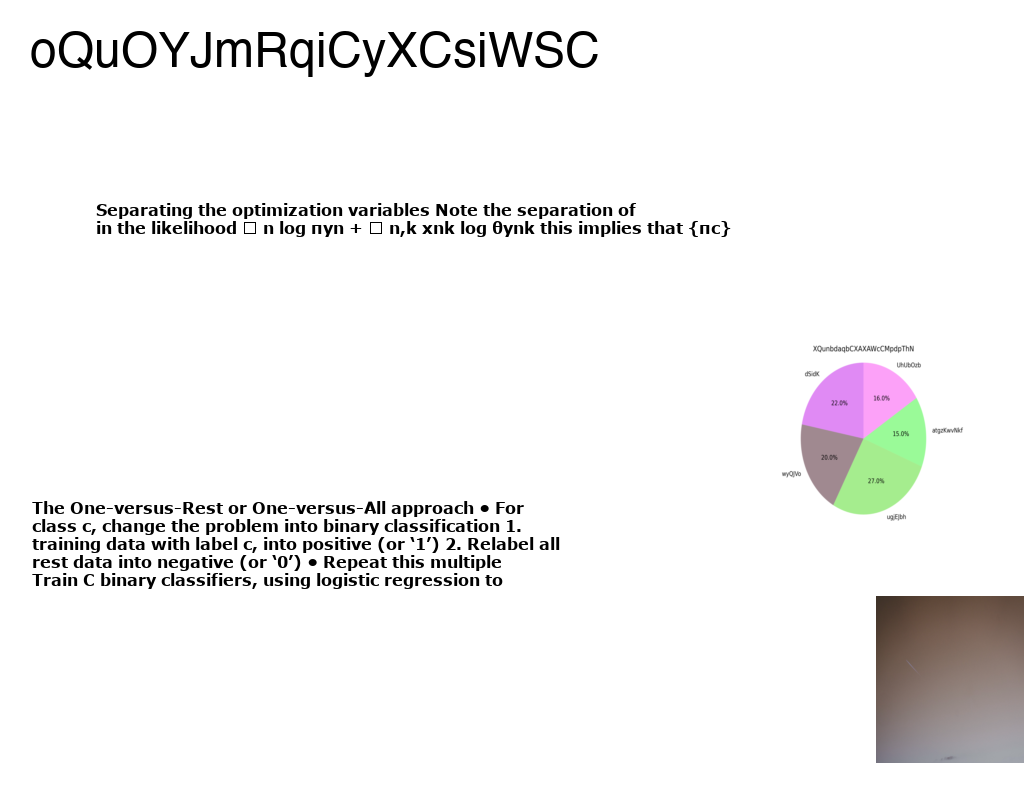 oQuOYJmRqiCyXCsiWSC
Separating the optimization variables Note the separation of
in the likelihood □ n log πyn + □ n,k xnk log θynk this implies that {πc}
XQunbdaqbCXAXAWcCMpdpThN
UhUbOzb
dSidK
16.0%
22.0%
atgzKwvNkf
15.0%
20.0%
wyQJVo
27.0%
ugjEJbh
The One-versus-Rest or One-versus-All approach • For
class c, change the problem into binary classification 1.
training data with label c, into positive (or ‘1’) 2. Relabel all
rest data into negative (or ‘0’) • Repeat this multiple
Train C binary classifiers, using logistic regression to